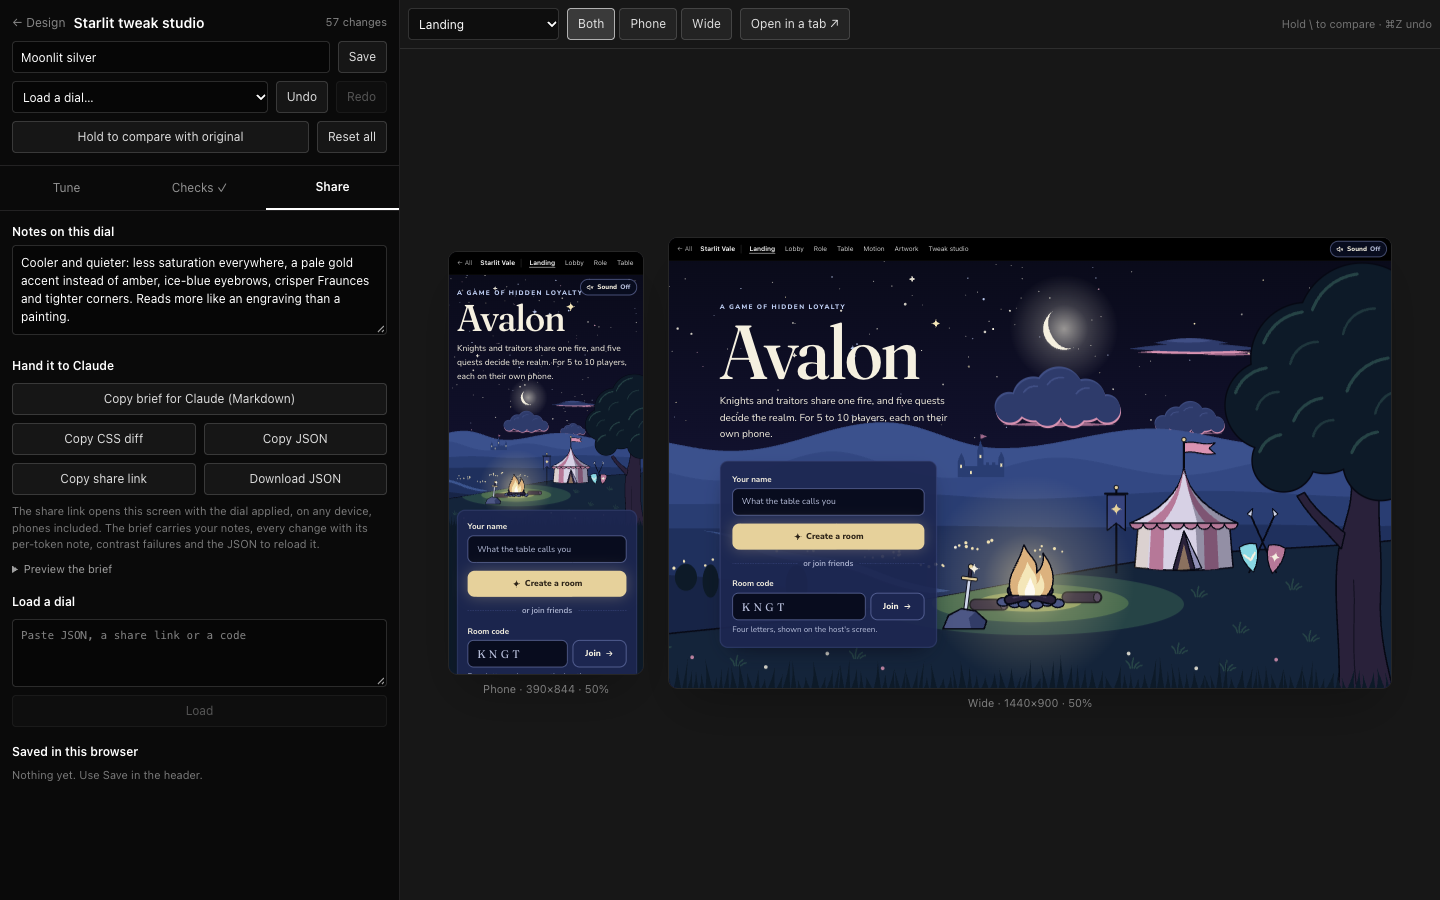 ← Design Starlit tweak studio 57 changes
Moonlit silver Save
Load a dial... Undo Redo
Hold to compare with original Reset all
Tune Checks ✓ Share
Notes on this dial
Cooler and quieter: less saturation everywhere, a pale gold
accent instead of amber, ice-blue eyebrows, crisper Fraunces
and tighter corners. Reads more like an engraving than a
painting.
Hand it to Claude
Copy brief for Claude (Markdown)
Copy CSS diff Copy JSON
Copy share link Download JSON
The share link opens this screen with the dial applied, on any device,
phones included. The brief carries your notes, every change with its
per-token note, contrast failures and the JSON to reload it.
▶ Preview the brief
Load a dial
Paste JSON, a share link or a code
Load
Saved in this browser
Nothing yet. Use Save in the header.
Landing Both Phone Wide Open in a tab ↗ Hold \ to compare · ⌘Z undo
← All Starlit Vale Landing Lobby Role Table
Sound Off
A GAME OF HIDDEN LOYALTY
Avalon
Knights and traitors share one fire, and five
quests decide the realm. For 5 to 10 players,
each on their own phone.
Your name
What the table calls you
✦ Create a room
or join friends
Room code
KNGT Join →
Phone · 390×844 · 50%
← All Starlit Vale Landing Lobby Role Table Motion Artwork Tweak studio Sound Off
A GAME OF HIDDEN LOYALTY
Avalon
Knights and traitors share one fire, and five quests
decide the realm. For 5 to 10 players, each on their
own phone.
Your name
What the table calls you
✦ Create a room
or join friends
Room code
KNGT Join →
Four letters, shown on the host's screen.
Wide · 1440×900 · 50%